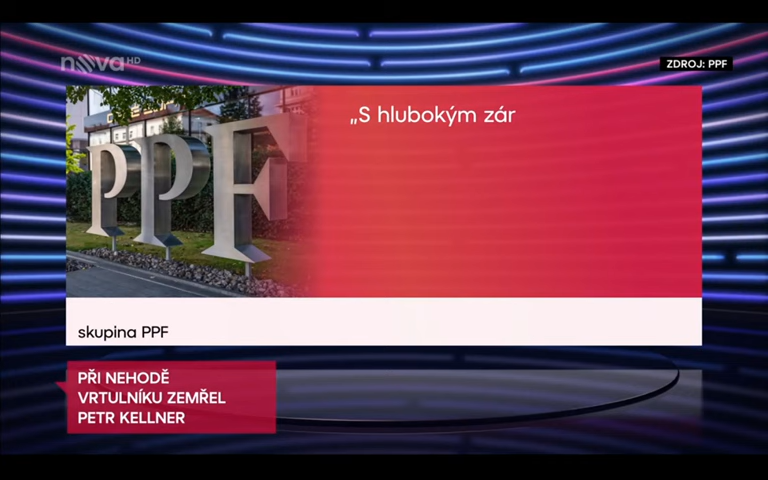 nova HD
ZDROJ: PPF
„S hlubokým zár
PPF
skupina PPF
PŘI NEHODĚ
VRTULNÍKU ZEMŘEL
PETR KELLNER